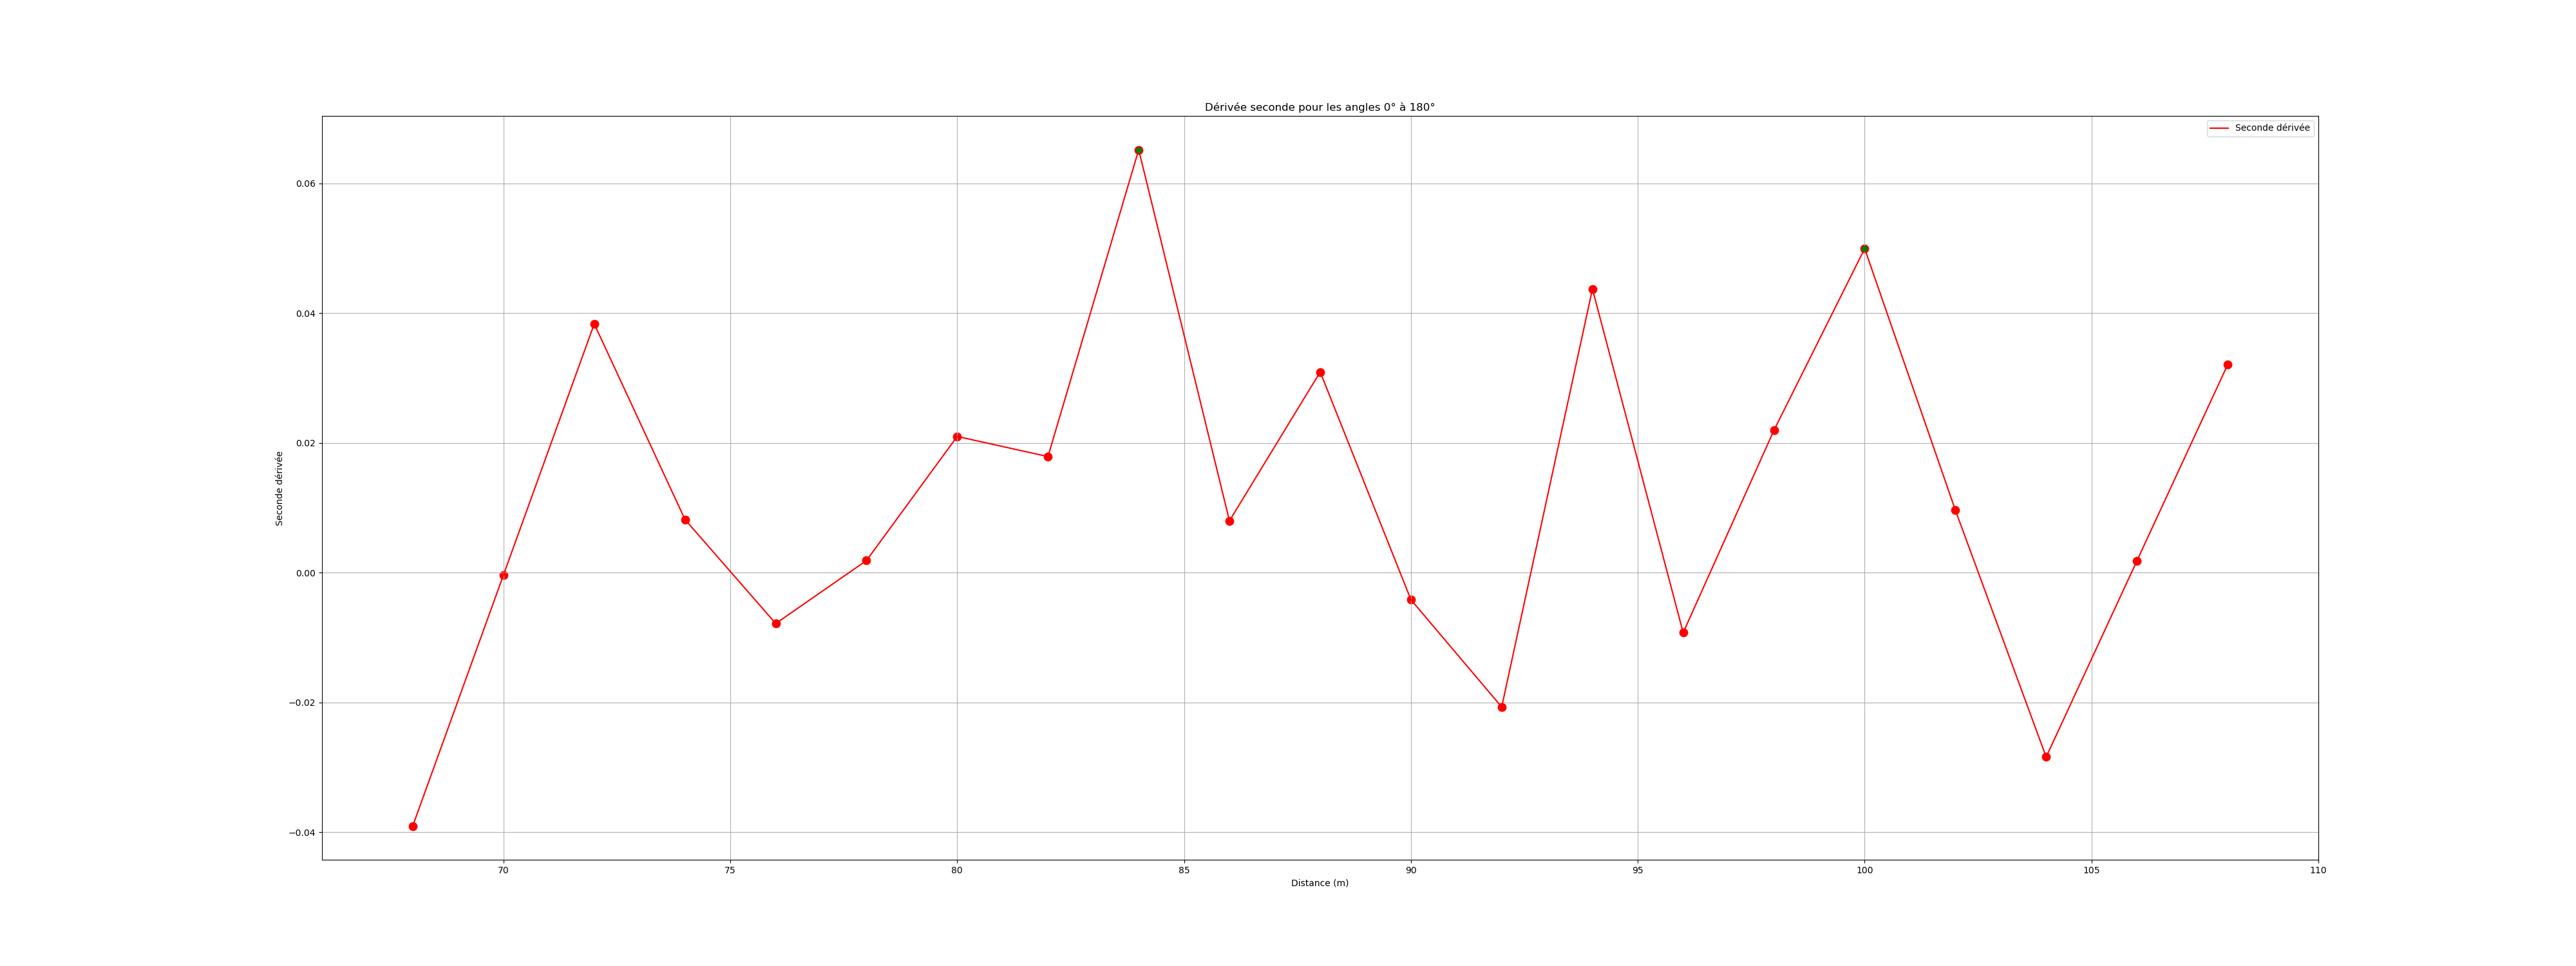 Dérivée seconde pour les angles 0° à 180°
Seconde dérivée
0.06
0.04
0.02
0.00
−0.02
−0.04
Seconde dérivée
70 75 80 85 90 95 100 105 110
Distance (m)